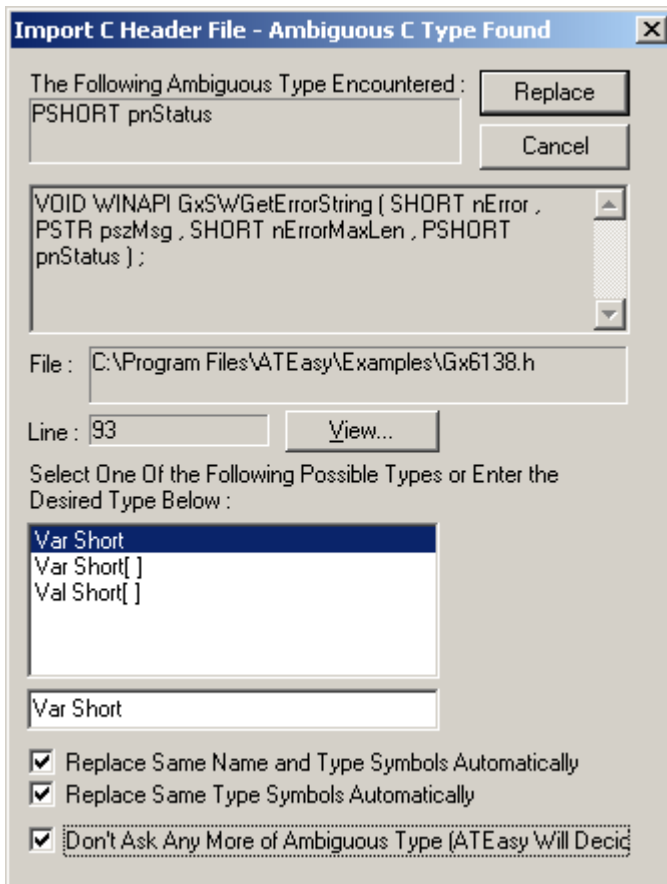 Import C Header File - Ambiguous C Type Found
The Following Ambiguous Type Encountered :
Replace
PSHORT pnStatus
Cancel
VOID WINAPI GxSWGetErrorString ( SHORT nError ,
PSTR pszMsg , SHORT nErrorMaxLen , PSHORT
pnStatus ) ;
File : C:\Program Files\ATEasy\Examples\Gx6138.h
Line : 93 View...
Select One Of the Following Possible Types or Enter the
Desired Type Below :
Var Short
Var Short[ ]
Val Short[ ]
Var Short
Replace Same Name and Type Symbols Automatically
Replace Same Type Symbols Automatically
Don't Ask Any More of Ambiguous Type (ATEasy Will Decid